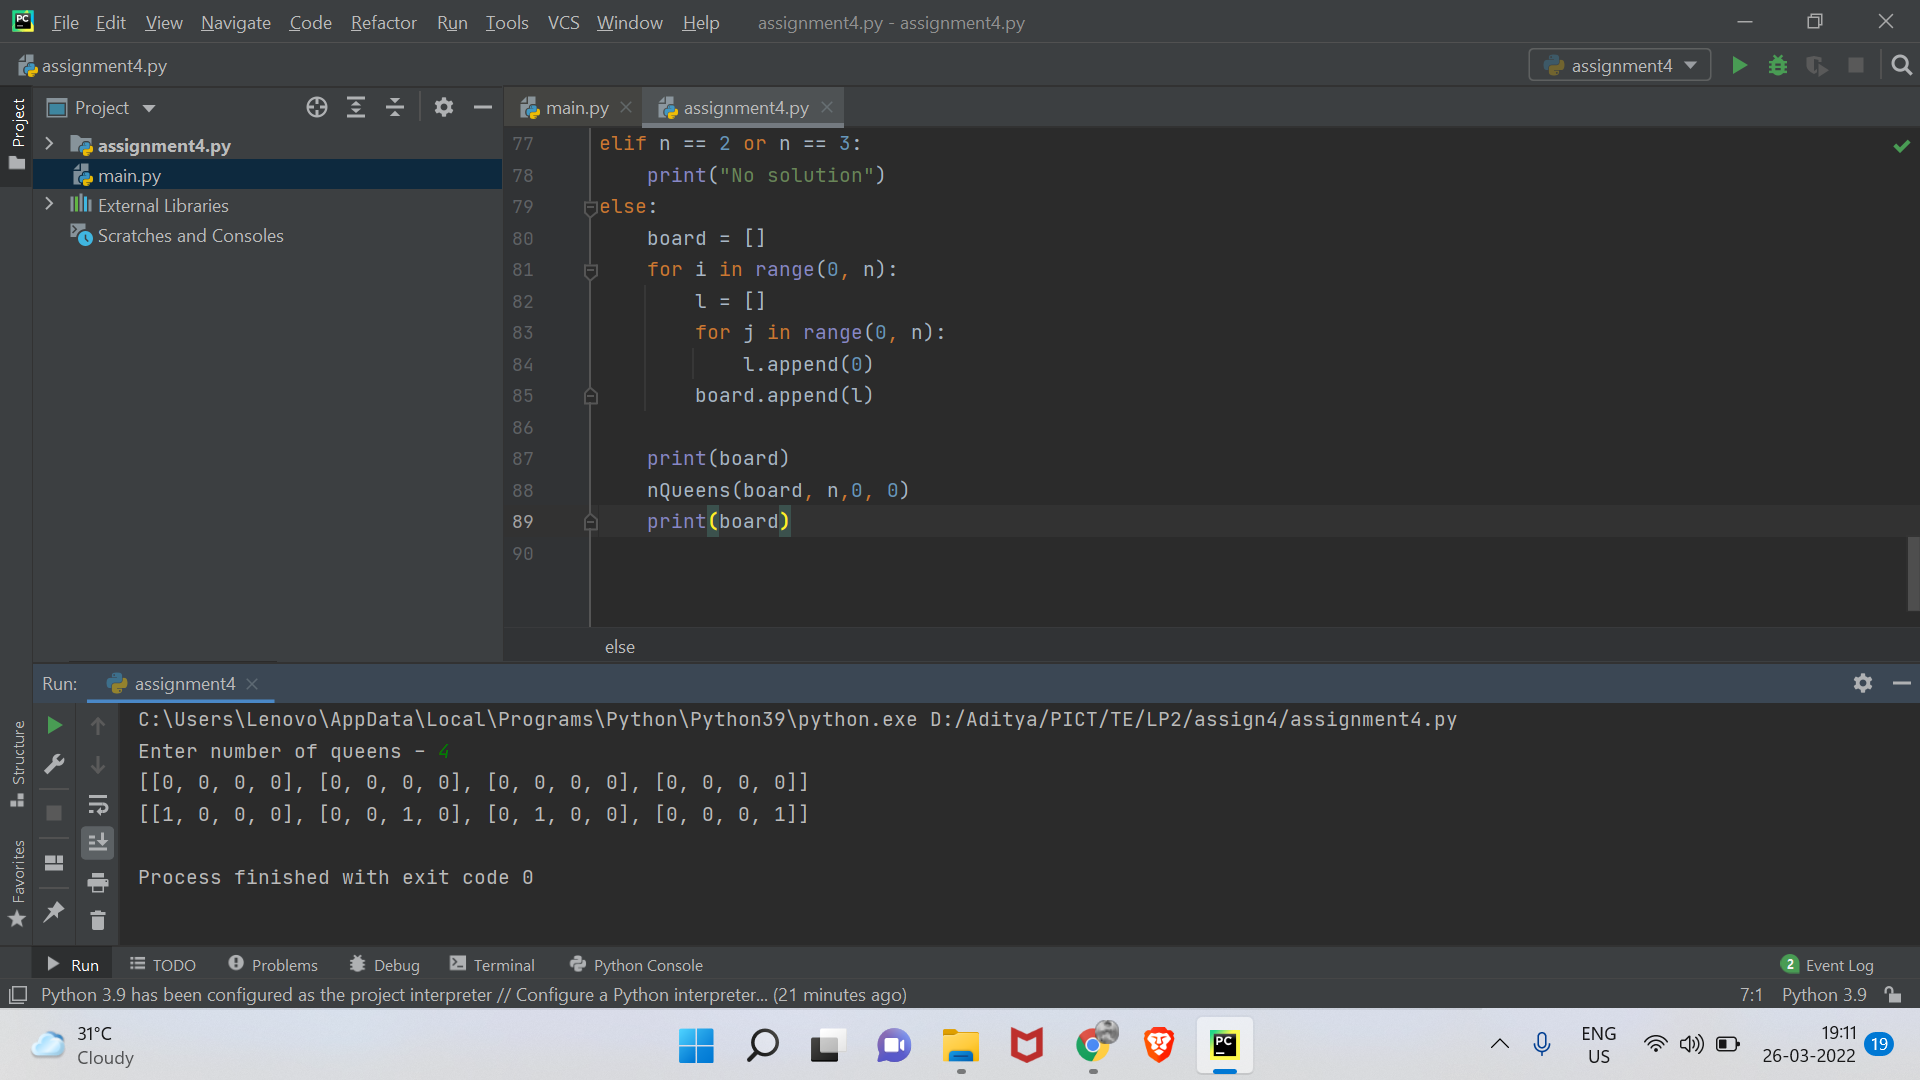 File Edit View Navigate Code Refactor Run Tools VCS Window Help assignment4.py - assignment4.py
assignment4.py assignment4
Project
Project main.py assignment4.py
assignment4.py
main.py
External Libraries
Scratches and Consoles
77 elif n == 2 or n == 3:
78     print("No solution")
79 else:
80     board = []
81     for i in range(0, n):
82         l = []
83         for j in range(0, n):
84             l.append(0)
85         board.append(l)
86
87     print(board)
88     nQueens(board, n,0, 0)
89     print(board)
90
else
Run: assignment4
C:\Users\Lenovo\AppData\Local\Programs\Python\Python39\python.exe D:/Aditya/PICT/TE/LP2/assign4/assignment4.py
Enter number of queens - 4
[[0, 0, 0, 0], [0, 0, 0, 0], [0, 0, 0, 0], [0, 0, 0, 0]]
[[1, 0, 0, 0], [0, 0, 1, 0], [0, 1, 0, 0], [0, 0, 0, 1]]
Process finished with exit code 0
Structure
Favorites
Run TODO Problems Debug Terminal Python Console 2 Event Log
Python 3.9 has been configured as the project interpreter // Configure a Python interpreter... (21 minutes ago) 7:1 Python 3.9
31°C
Cloudy
PC
ENG
US
19:11
26-03-2022
19